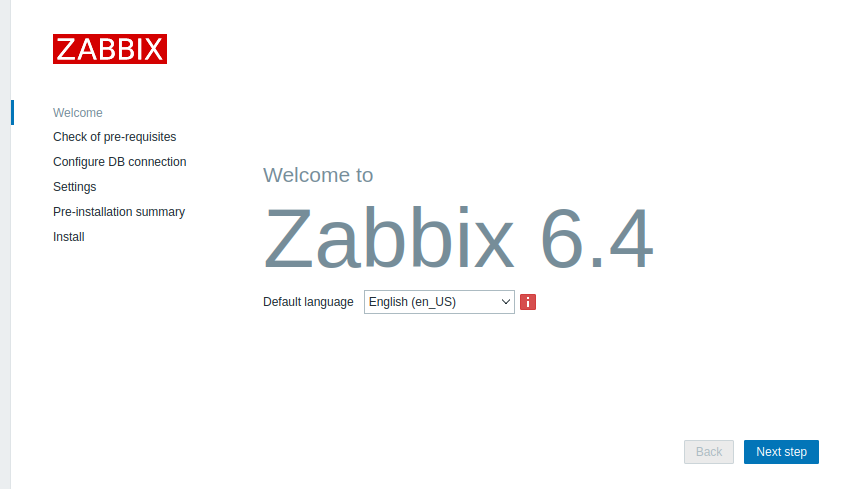 ZABBIX
Welcome
Check of pre-requisites
Configure DB connection
Settings
Pre-installation summary
Install
Welcome to
Zabbix 6.4
Default language English (en_US) i
Back Next step